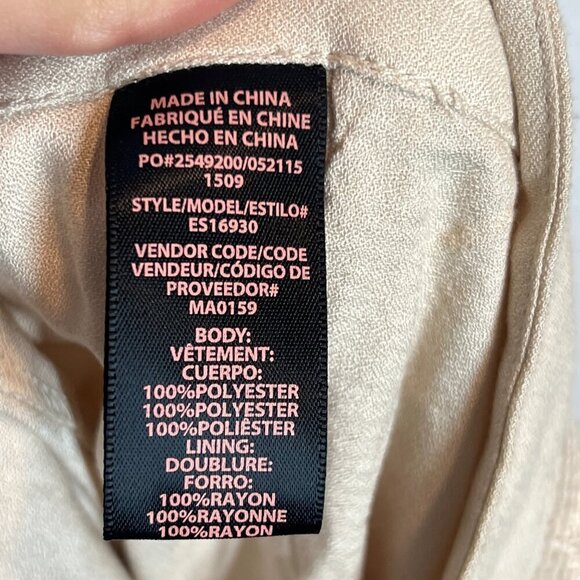 MADE IN CHINA
FABRIQUÉ EN CHINE
HECHO EN CHINA
PO#2549200/052115
1509
STYLE/MODEL/ESTILO#
ES16930
VENDOR CODE/CODE
VENDEUR/CÓDIGO DE
PROVEEDOR#
MA0159
BODY:
VÊTEMENT:
CUERPO:
100%POLYESTER
100%POLYESTER
100%POLIÊSTER
LINING:
DOUBLURE:
FORRO:
100%RAYON
100%RAYONNE
100%RAYON